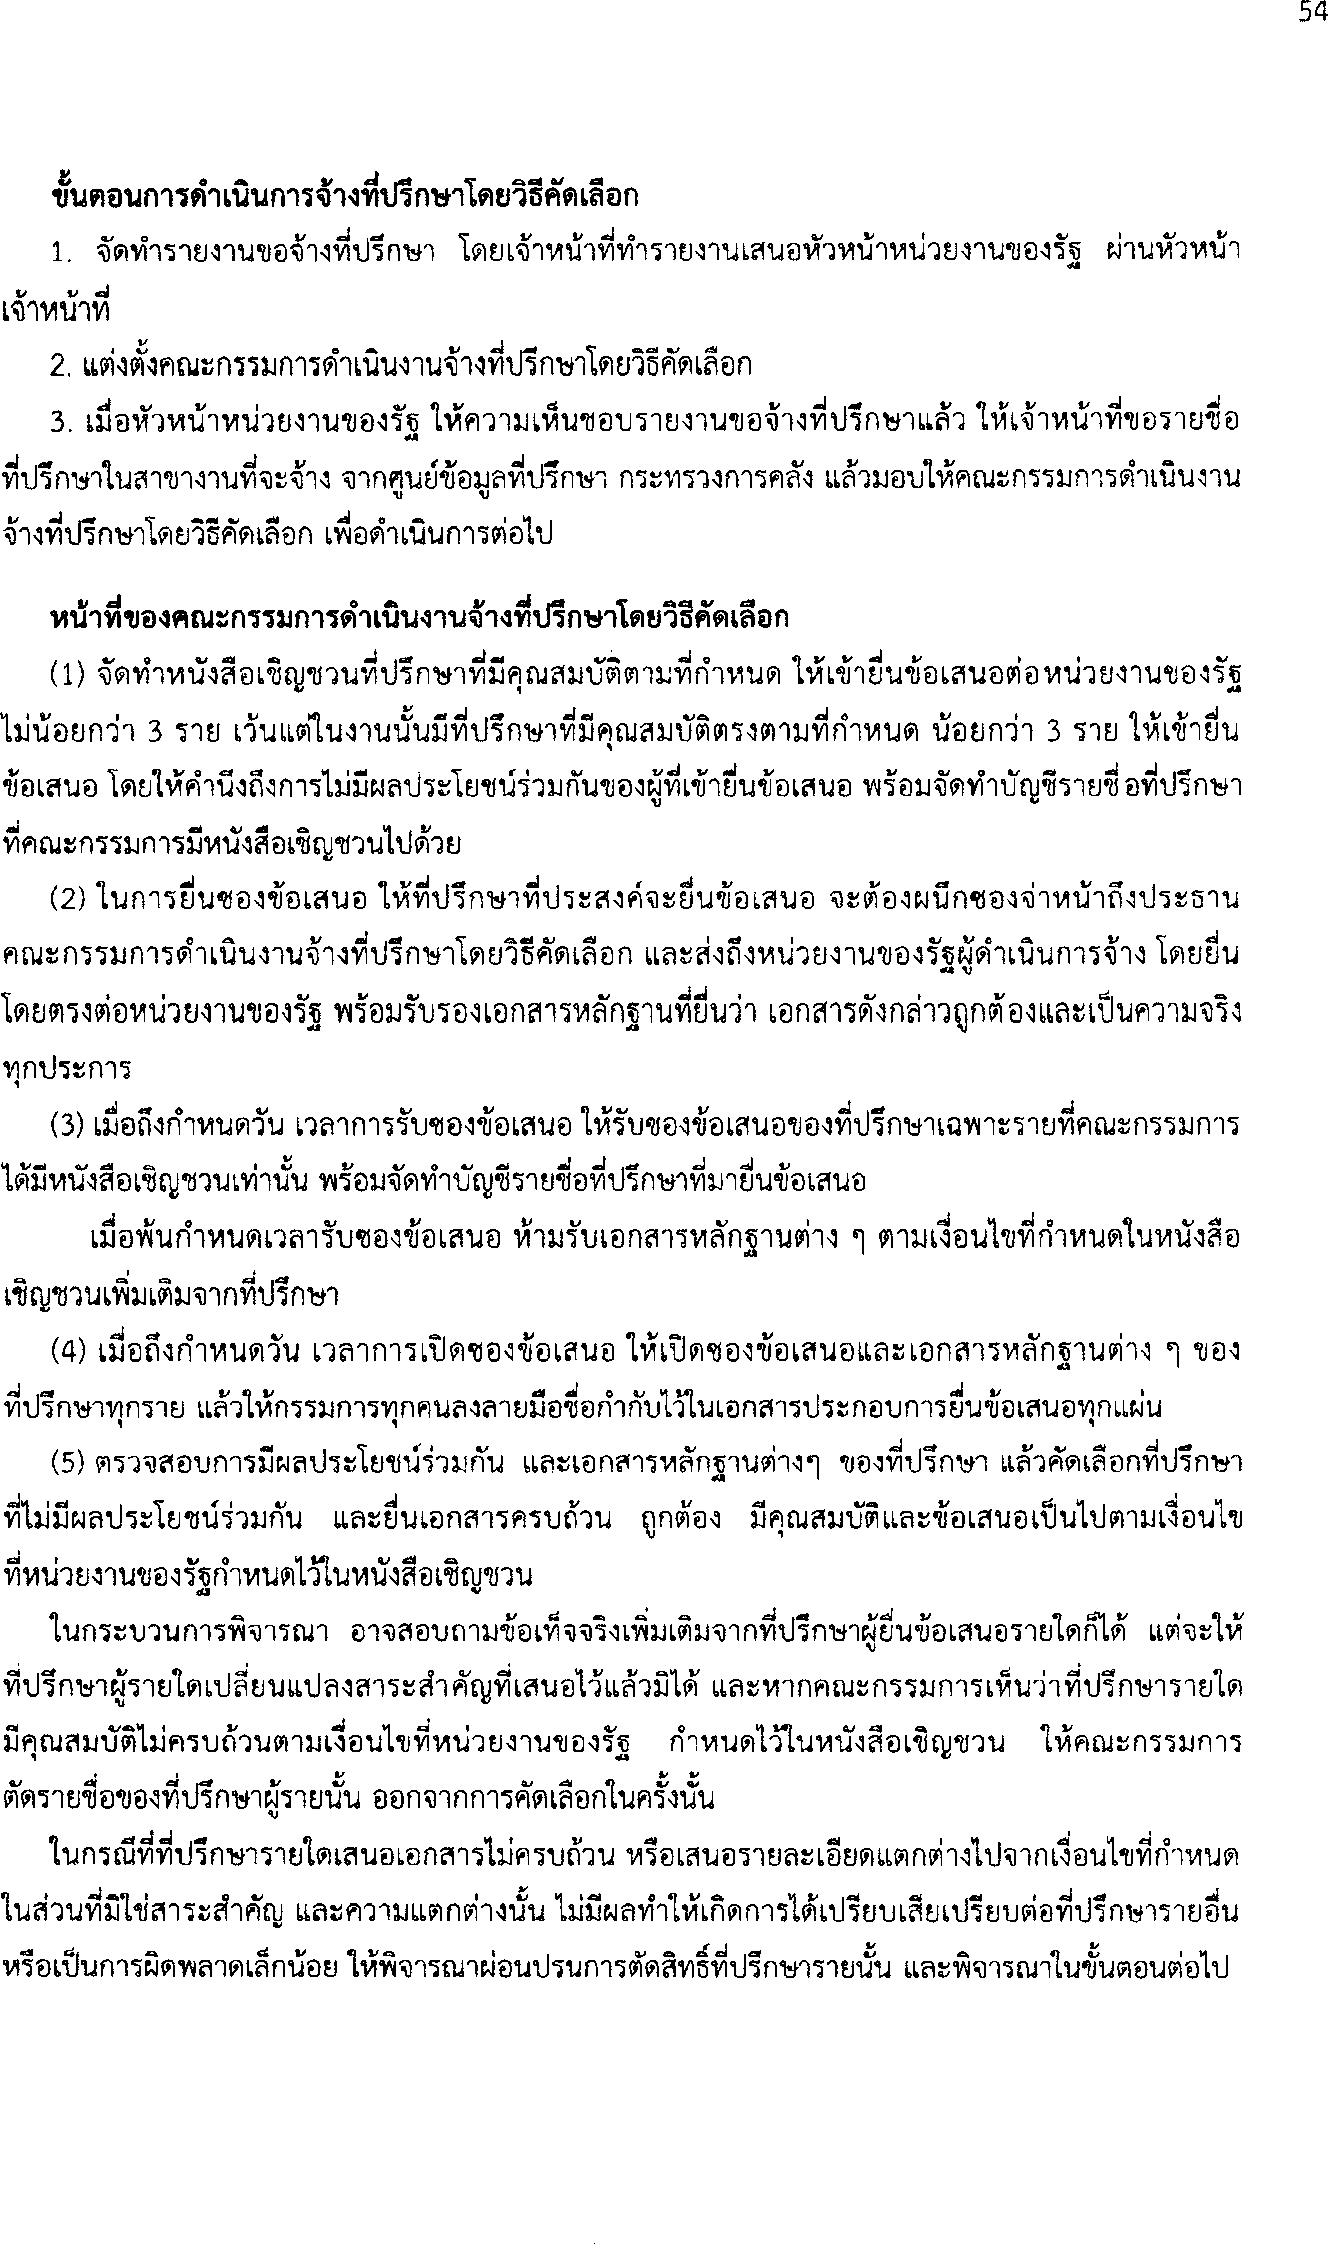 54
ขั้นตอนการดำเนินการจ้างที่ปรึกษาโดยวิธีคัดเลือก
1. จัดทำรายงานขอจ้างที่ปรึกษา โดยเจ้าหน้าที่ทำรายงานเสนอหัวหน้าหน่วยงานของรัฐ ผ่านหัวหน้า
เจ้าหน้าที่
2. แต่งตั้งคณะกรรมการดำเนินงานจ้างที่ปรึกษาโดยวิธีคัดเลือก
3. เมื่อหัวหน้าหน่วยงานของรัฐ ให้ความเห็นชอบรายงานขอจ้างที่ปรึกษาแล้ว ให้เจ้าหน้าที่ขอรายชื่อ
ที่ปรึกษาในสาขางานที่จะจ้าง จากศูนย์ข้อมูลที่ปรึกษา กระทรวงการคลัง แล้วมอบให้คณะกรรมการดำเนินงาน
จ้างที่ปรึกษาโดยวิธีคัดเลือก เพื่อดำเนินการต่อไป
หน้าที่ของคณะกรรมการดำเนินงานจ้างที่ปรึกษาโดยวิธีคัดเลือก
(1) จัดทำหนังสือเชิญชวนที่ปรึกษาที่มีคุณสมบัติตามที่กำหนด ให้เข้ายื่นข้อเสนอต่อหน่วยงานของรัฐ
ไม่น้อยกว่า 3 ราย เว้นแต่ในงานนั้นมีที่ปรึกษาที่มีคุณสมบัติตรงตามที่กำหนด น้อยกว่า 3 ราย ให้เข้ายื่น
ข้อเสนอ โดยให้คำนึงถึงการไม่มีผลประโยชน์ร่วมกันของผู้ที่เข้ายื่นข้อเสนอ พร้อมจัดทำบัญชีรายชื่อที่ปรึกษา
ที่คณะกรรมการมีหนังสือเชิญชวนไปด้วย
(2) ในการยื่นซองข้อเสนอ ให้ที่ปรึกษาที่ประสงค์จะยื่นข้อเสนอ จะต้องผนึกซองจ่าหน้าถึงประธาน
คณะกรรมการดำเนินงานจ้างที่ปรึกษาโดยวิธีคัดเลือก และส่งถึงหน่วยงานของรัฐผู้ดำเนินการจ้าง โดยยื่น
โดยตรงต่อหน่วยงานของรัฐ พร้อมรับรองเอกสารหลักฐานที่ยื่นว่า เอกสารดังกล่าวถูกต้องและเป็นความจริง
ทุกประการ
(3) เมื่อถึงกำหนดวัน เวลาการรับซองข้อเสนอ ให้รับซองข้อเสนอของที่ปรึกษาเฉพาะรายที่คณะกรรมการ
ได้มีหนังสือเชิญชวนเท่านั้น พร้อมจัดทำบัญชีรายชื่อที่ปรึกษาที่มายื่นข้อเสนอ
เมื่อพ้นกำหนดเวลารับซองข้อเสนอ ห้ามรับเอกสารหลักฐานต่าง ๆ ตามเงื่อนไขที่กำหนดในหนังสือ
เชิญชวนเพิ่มเติมจากที่ปรึกษา
(4) เมื่อถึงกำหนดวัน เวลาการเปิดซองข้อเสนอ ให้เปิดซองข้อเสนอและเอกสารหลักฐานต่าง ๆ ของ
ที่ปรึกษาทุกราย แล้วให้กรรมการทุกคนลงลายมือชื่อกำกับไว้ในเอกสารประกอบการยื่นข้อเสนอทุกแผ่น
(5) ตรวจสอบการมีผลประโยชน์ร่วมกัน และเอกสารหลักฐานต่างๆ ของที่ปรึกษา แล้วคัดเลือกที่ปรึกษา
ที่ไม่มีผลประโยชน์ร่วมกัน และยื่นเอกสารครบถ้วน ถูกต้อง มีคุณสมบัติและข้อเสนอเป็นไปตามเงื่อนไข
ที่หน่วยงานของรัฐกำหนดไว้ในหนังสือเชิญชวน
ในกระบวนการพิจารณา อาจสอบถามข้อเท็จจริงเพิ่มเติมจากที่ปรึกษาผู้ยื่นข้อเสนอรายใดก็ได้ แต่จะให้
ที่ปรึกษาผู้รายใดเปลี่ยนแปลงสาระสำคัญที่เสนอไว้แล้วมิได้ และหากคณะกรรมการเห็นว่าที่ปรึกษารายใด
มีคุณสมบัติไม่ครบถ้วนตามเงื่อนไขที่หน่วยงานของรัฐ กำหนดไว้ในหนังสือเชิญชวน ให้คณะกรรมการ
ตัดรายชื่อของที่ปรึกษาผู้รายนั้น ออกจากการคัดเลือกในครั้งนั้น
ในกรณีที่ที่ปรึกษารายใดเสนอเอกสารไม่ครบถ้วน หรือเสนอรายละเอียดแตกต่างไปจากเงื่อนไขที่กำหนด
ในส่วนที่มิใช่สาระสำคัญ และความแตกต่างนั้น ไม่มีผลทำให้เกิดการได้เปรียบเสียเปรียบต่อที่ปรึกษารายอื่น
หรือเป็นการผิดพลาดเล็กน้อย ให้พิจารณาผ่อนปรนการตัดสิทธิ์ที่ปรึกษารายนั้น และพิจารณาในขั้นตอนต่อไป